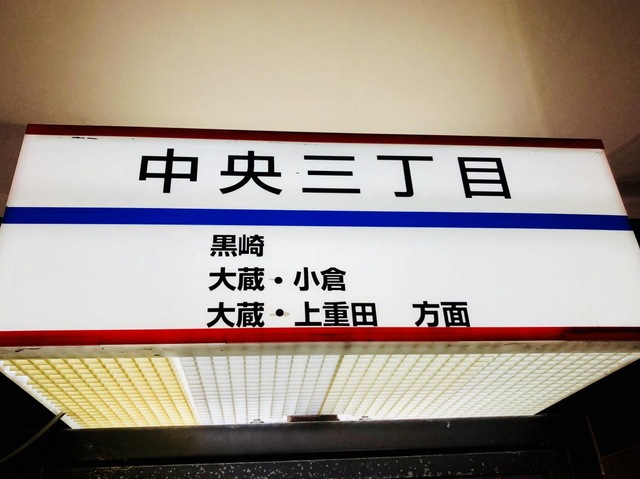 中央三丁目
黒崎
大蔵・小倉
大蔵・上重田 方面